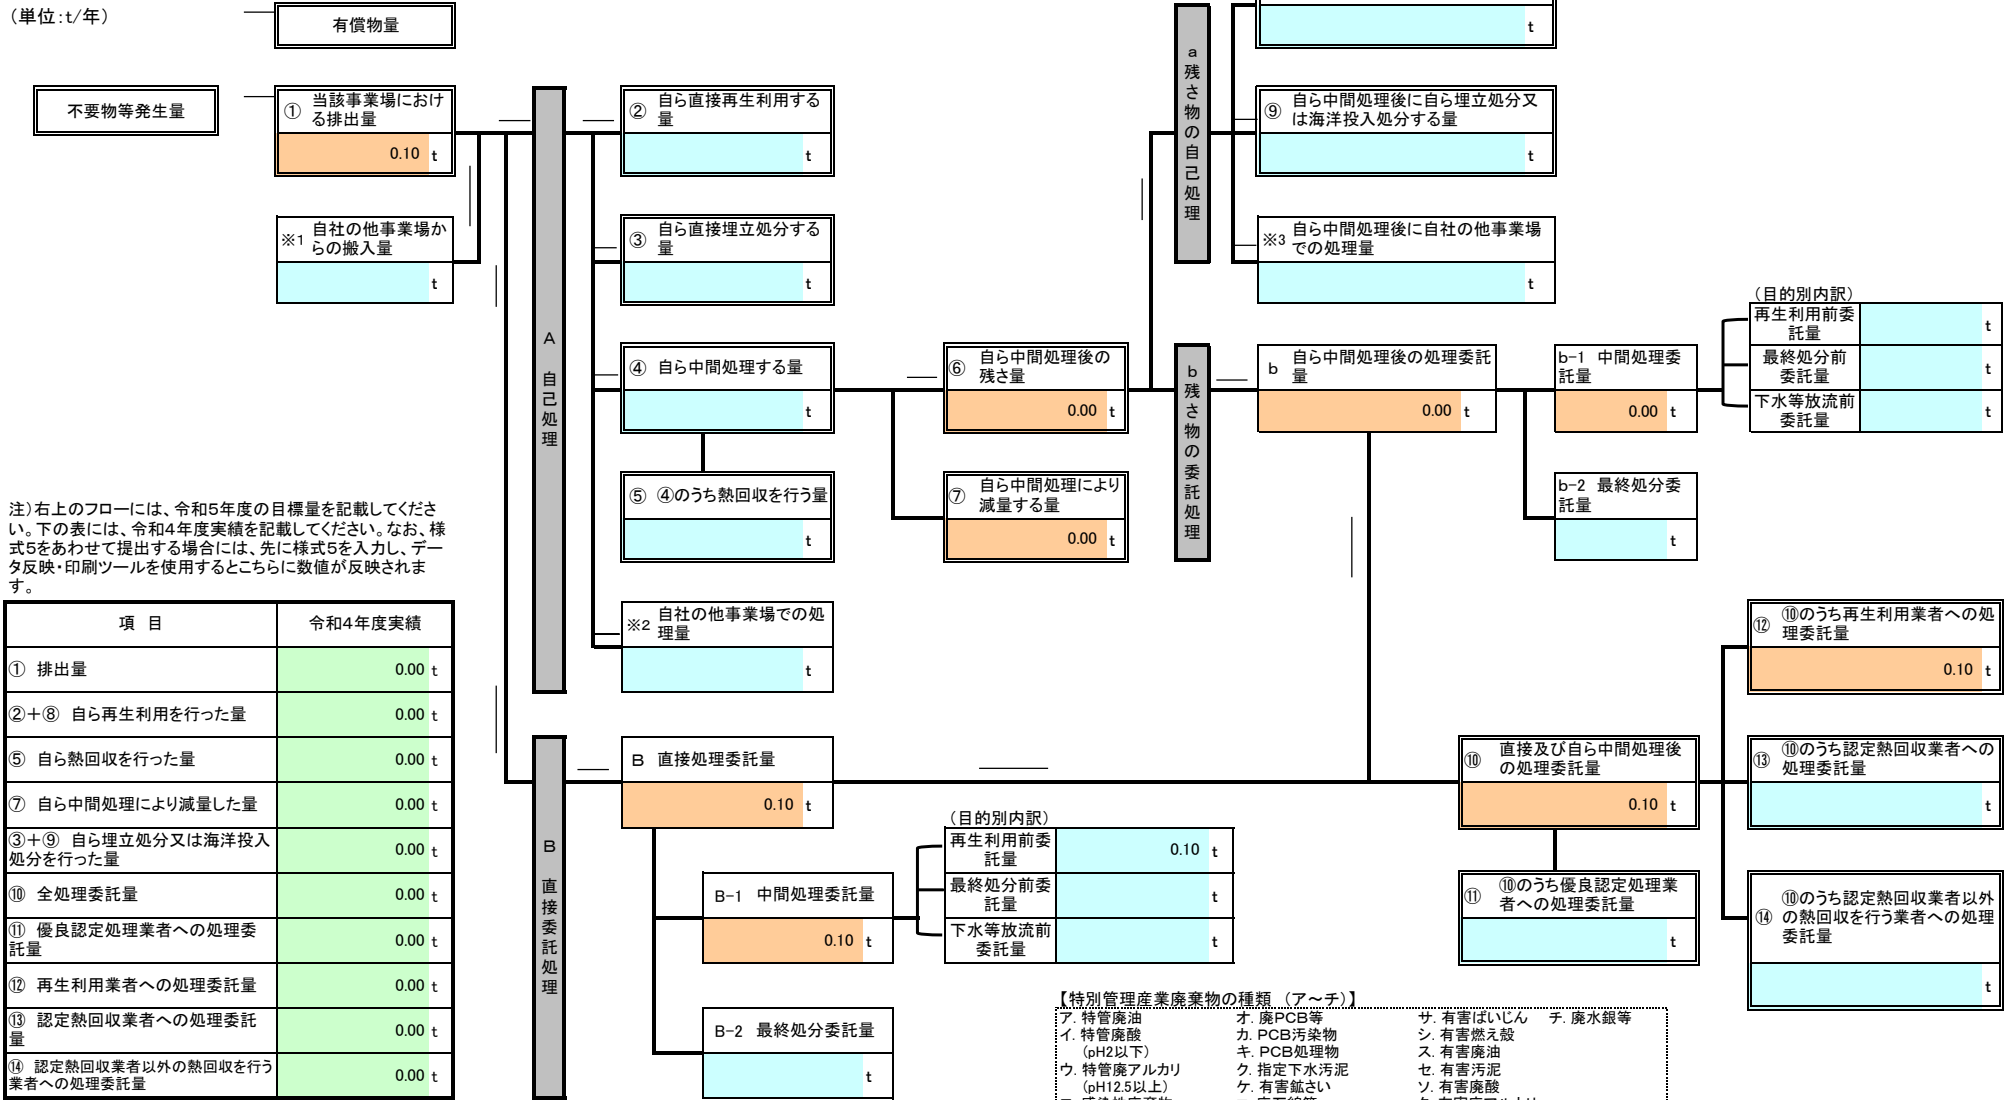 （単位:t/年）
有償物量
t
不要物等発生量
① 当該事業場におけ
る排出量
0.10 t
※1 自社の他事業場か
らの搬入量
t
A 自己処理
② 自ら直接再生利用する
量
t
③ 自ら直接埋立処分する
量
t
④ 自ら中間処理する量
t
⑤ ④のうち熱回収を行う量
t
※2 自社の他事業場での処
理量
t
⑥ 自ら中間処理後の
残さ量
0.00 t
⑦ 自ら中間処理により
減量する量
0.00 t
a 残さ物の自己処理
⑨ 自ら中間処理後に自ら埋立処分又
は海洋投入処分する量
t
※3 自ら中間処理後に自社の他事業場
での処理量
t
b 残さ物の委託処理
b 自ら中間処理後の処理委託
量
0.00 t
b-1 中間処理委
託量
0.00 t
b-2 最終処分委
託量
t
（目的別内訳）
再生利用前委
託量
t
最終処分前
委託量
t
下水等放流前
委託量
t
注）右上のフローには、令和5年度の目標量を記載してくださ
い。下の表には、令和4年度実績を記載してください。なお、様
式5をあわせて提出する場合には、先に様式5を入力し、デー
タ反映・印刷ツールを使用するとこちらに数値が反映されま
す。
項 目 令和4年度実績
① 排出量 0.00 t
②＋⑧ 自ら再生利用を行った量 0.00 t
⑤ 自ら熱回収を行った量 0.00 t
⑦ 自ら中間処理により減量した量 0.00 t
③＋⑨ 自ら埋立処分又は海洋投入
処分を行った量 0.00 t
⑩ 全処理委託量 0.00 t
⑪ 優良認定処理業者への処理委
託量 0.00 t
⑫ 再生利用業者への処理委託量 0.00 t
⑬ 認定熱回収業者への処理委託
量 0.00 t
⑭ 認定熱回収業者以外の熱回収を行う
業者への処理委託量 0.00 t
B 直接委託処理
B 直接処理委託量
0.10 t
B-1 中間処理委託量
0.10 t
B-2 最終処分委託量
t
（目的別内訳）
再生利用前委
託量 0.10 t
最終処分前委
託量 t
下水等放流前
委託量 t
⑩ 直接及び自ら中間処理後
の処理委託量
0.10 t
⑪ ⑩のうち優良認定処理業
者への処理委託量
t
⑫ ⑩のうち再生利用業者への処
理委託量
0.10 t
⑬ ⑩のうち認定熱回収業者への
処理委託量
t
⑭ ⑩のうち認定熱回収業者以外
の熱回収を行う業者への処理
委託量
t
【特別管理産業廃棄物の種類 （ア～チ）】
ア. 特管廃油 オ. 廃PCB等 サ. 有害ばいじん チ. 廃水銀等
イ. 特管廃酸 カ. PCB汚染物 シ. 有害燃え殻
（pH2以下） キ. PCB処理物 ス. 有害廃油
ウ. 特管廃アルカリ ク. 指定下水汚泥 セ. 有害汚泥
（pH12.5以上） ケ. 有害鉱さい ソ. 有害廃酸